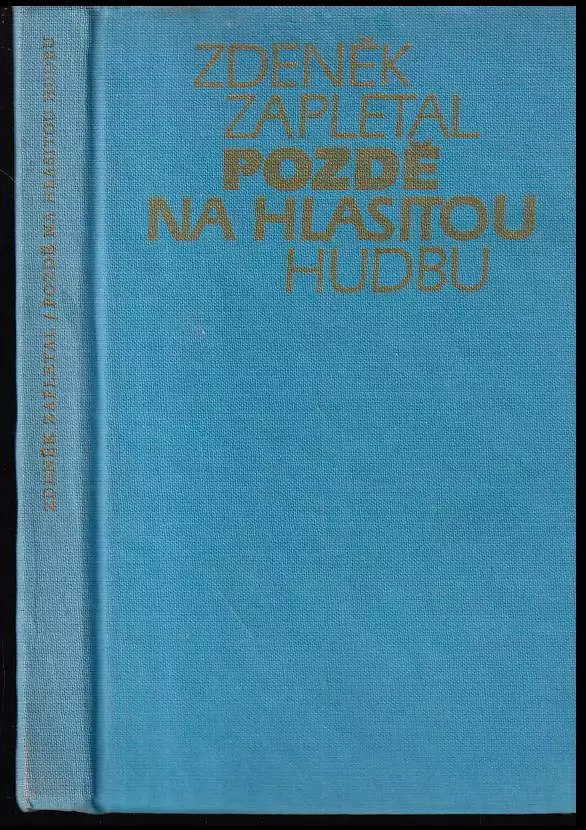 ZDENĚK
ZAPLETAL
POZDĚ
NA HLASITOU
HUDBU
ZDENĚK ZAPLETAL / POZDĚ NA HLASITOU HUDBU